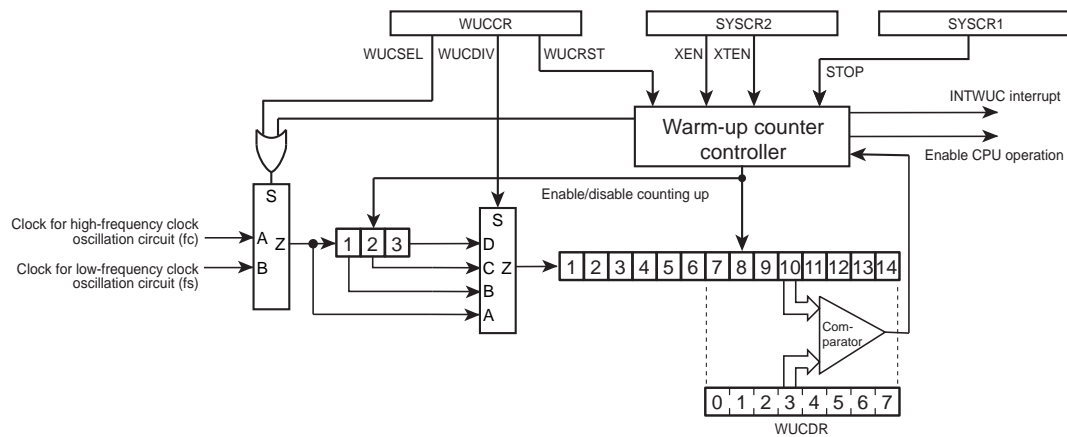 WUCCR
SYSCR2
SYSCR1
WUCSEL
WUCDIV
WUCRST
XEN
XTEN
STOP
INTWUC interrupt
Warm-up counter
controller
Enable CPU operation
Enable/disable counting up
S
S
Clock for high-frequency clock
oscillation circuit (fc)
A
Z
B
Clock for low-frequency clock
oscillation circuit (fs)
1 2 3
D
C
Z
B
A
1 2 3 4 5 6 7 8 9 10 11 12 13 14
Com-
parator
0 1 2 3 4 5 6 7
WUCDR